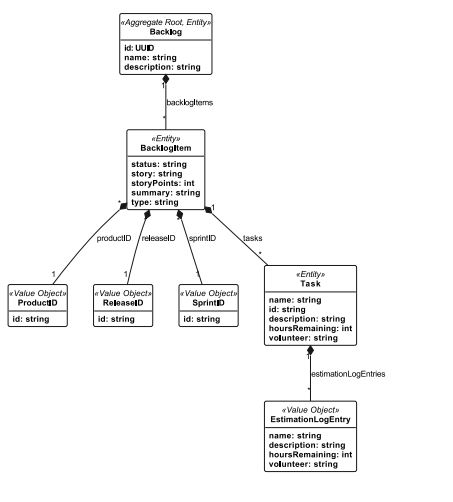 «Aggregate Root, Entity»
Backlog
id: UUID
name: string
description: string
1
backlogItems
*
«Entity»
BacklogItem
status: string
story: string
storyPoints: int
summary: string
type: string
*
*
1
productID
releaseID
sprintID
tasks
1
1
1
*
«Value Object»
ProductID
id: string
«Value Object»
ReleaseID
id: string
«Value Object»
SprintID
id: string
«Entity»
Task
name: string
id: string
description: string
hoursRemaining: int
volunteer: string
1
estimationLogEntries
*
«Value Object»
EstimationLogEntry
name: string
description: string
hoursRemaining: int
volunteer: string